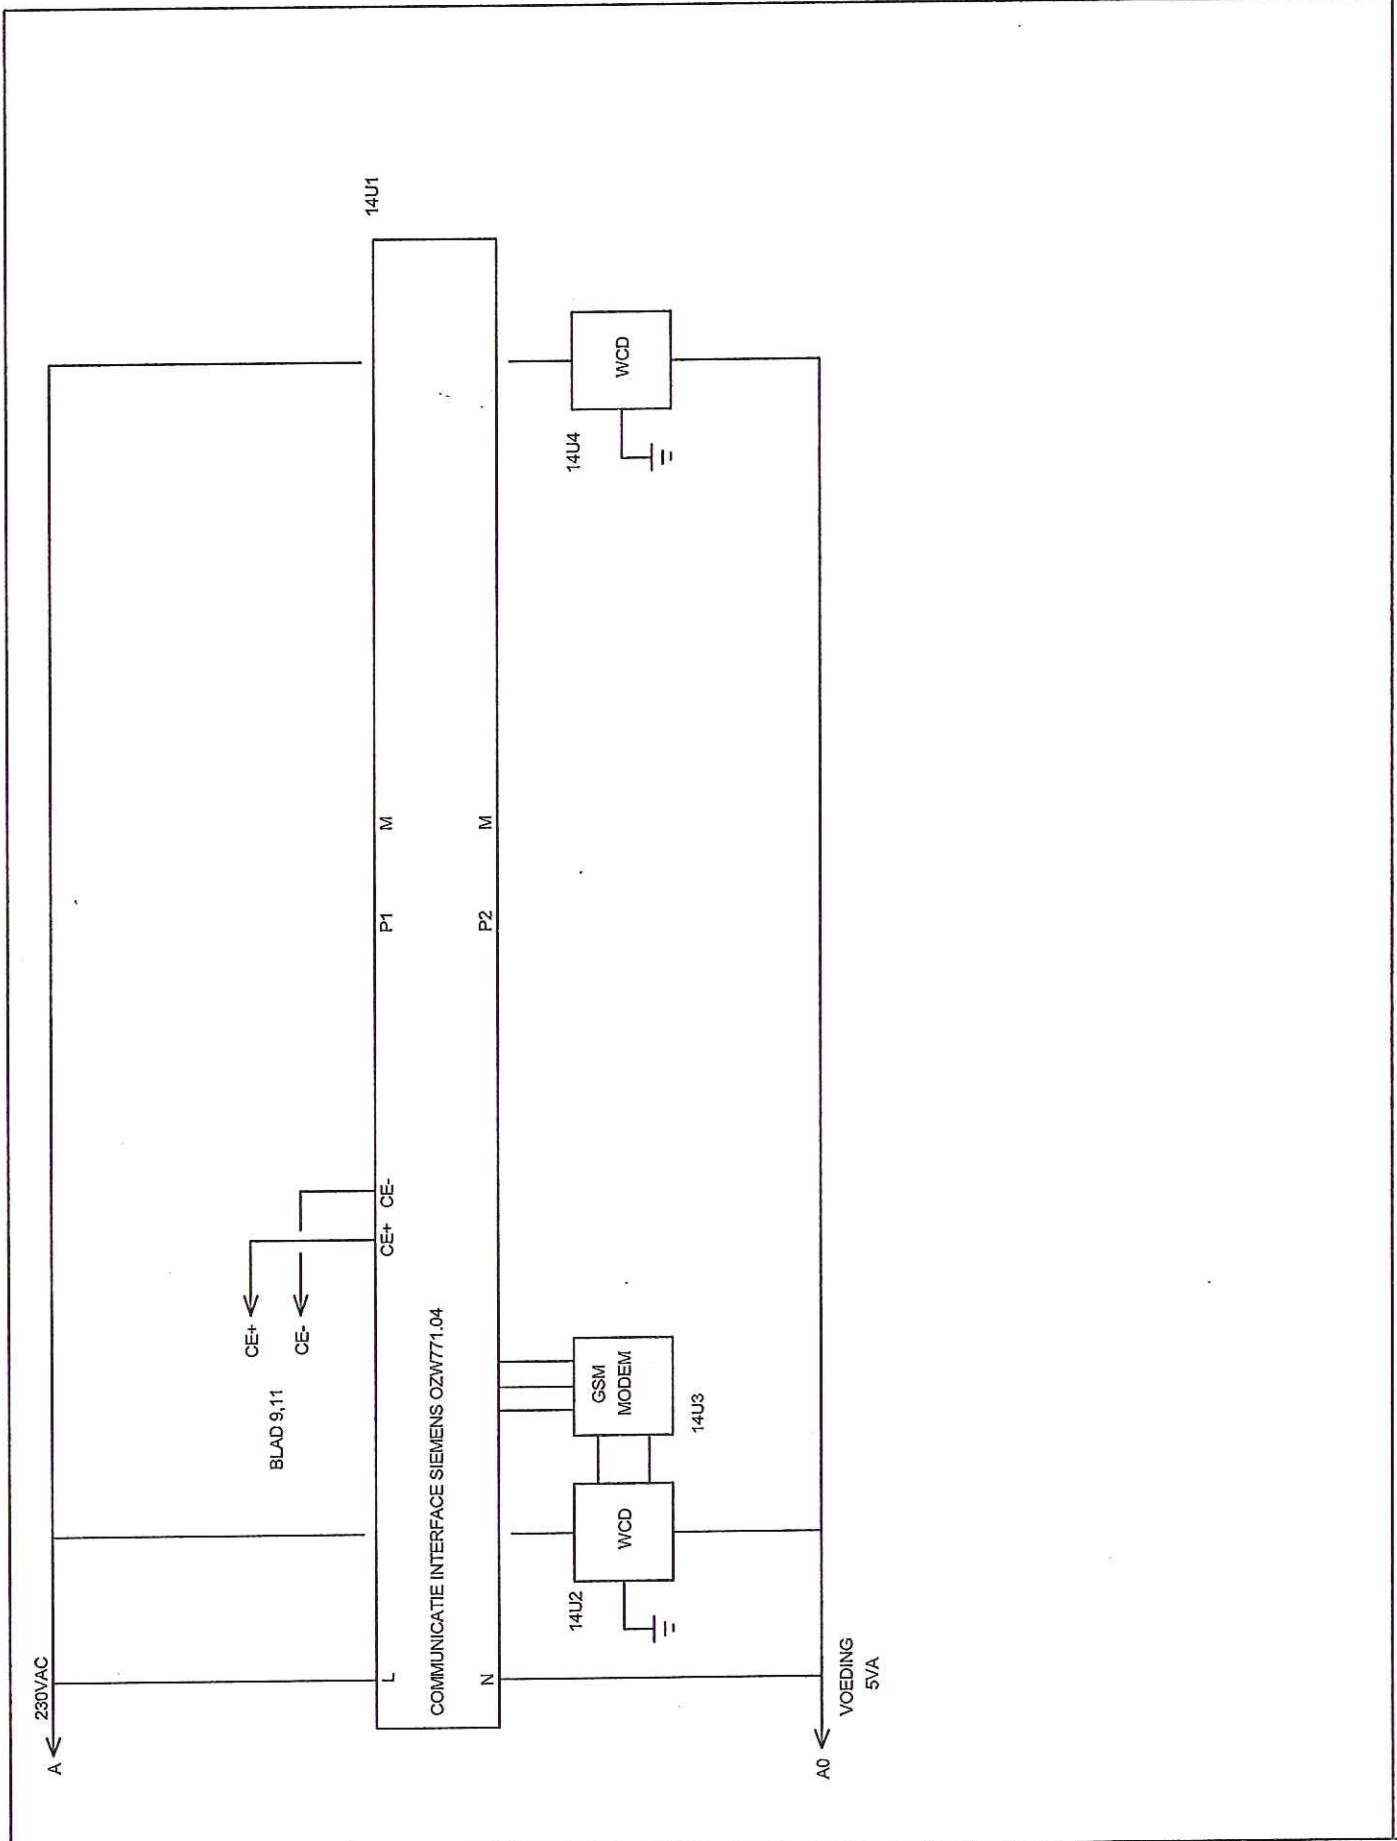 A
230VAC
14U1
CE+
CE-
BLAD 9,11
L
CE+
CE-
P1
M
COMMUNICATIE INTERFACE SIEMENS OZW771.04
N
P2
M
14U2
WCD
GSM
MODEM
14U3
14U4
WCD
A0
VOEDING
5VA